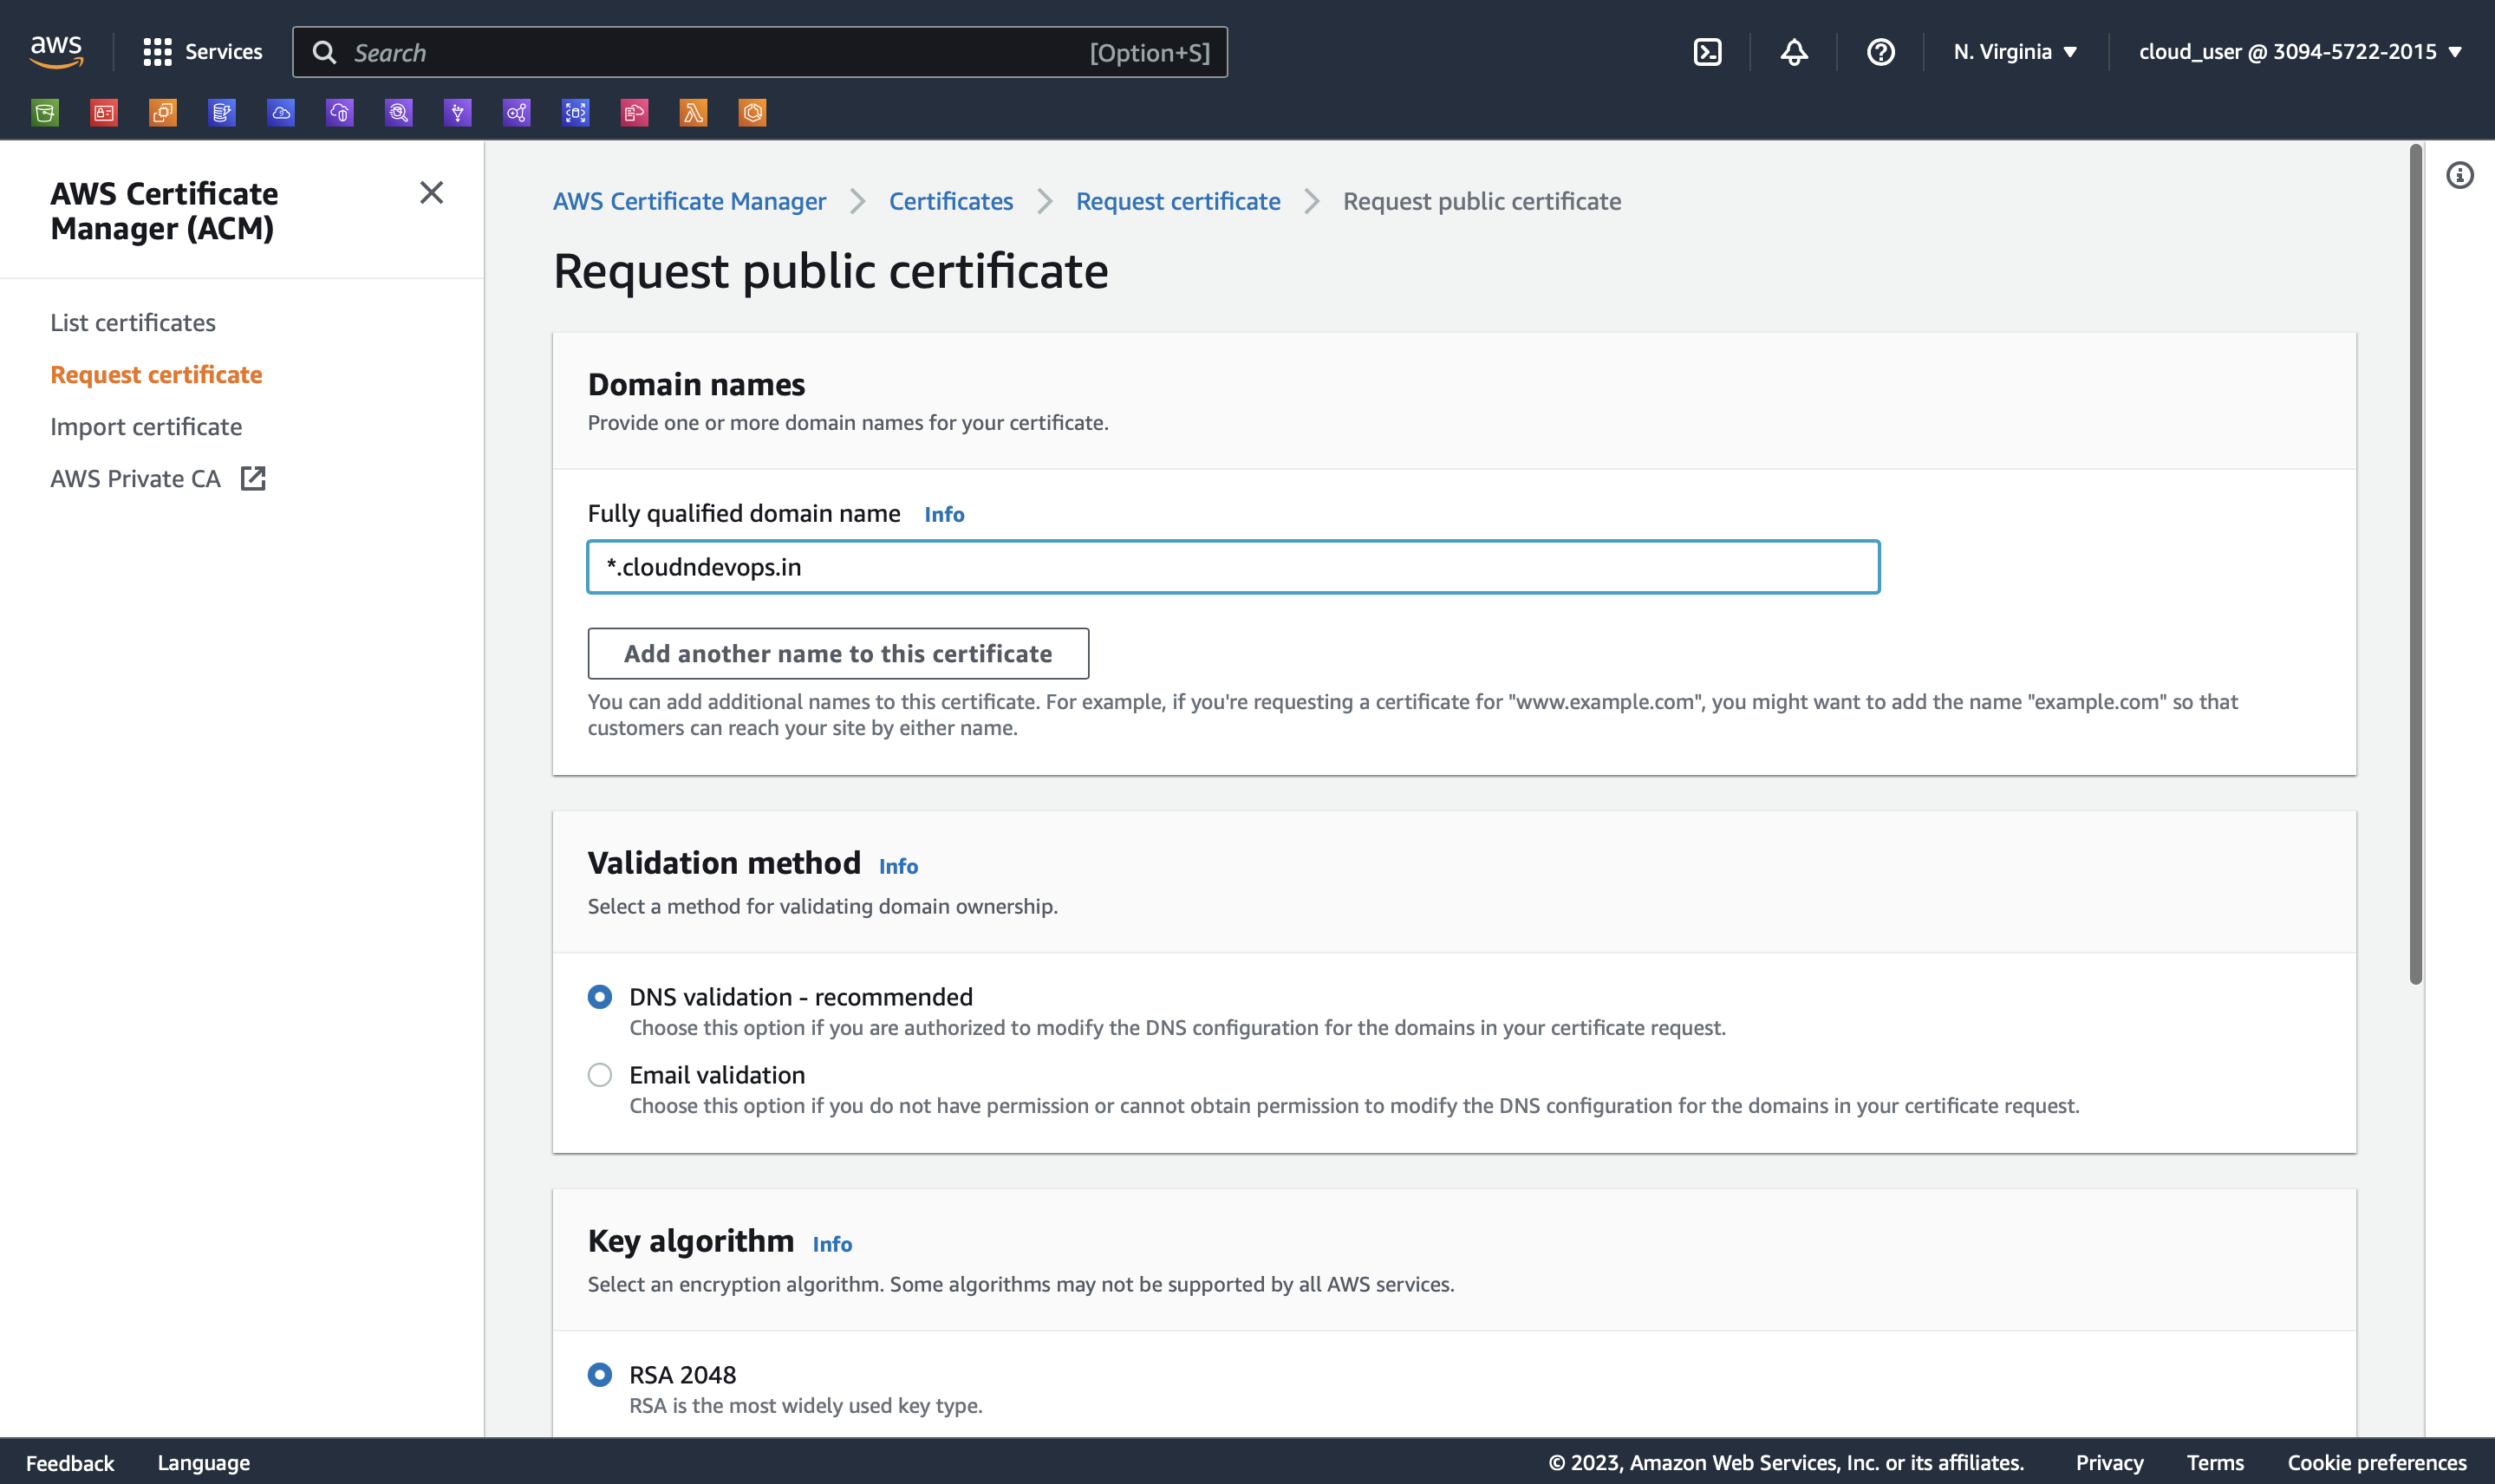 aws
Services
Search
[Option+S]
N. Virginia
cloud_user @ 3094-5722-2015
AWS Certificate
Manager (ACM)
List certificates
Request certificate
Import certificate
AWS Private CA
AWS Certificate Manager
Certificates
Request certificate
Request public certificate
Request public certificate
Domain names
Provide one or more domain names for your certificate.
Fully qualified domain name Info
*.cloudndevops.in
Add another name to this certificate
You can add additional names to this certificate. For example, if you're requesting a certificate for "www.example.com", you might want to add the name "example.com" so that
customers can reach your site by either name.
Validation method Info
Select a method for validating domain ownership.
DNS validation - recommended
Choose this option if you are authorized to modify the DNS configuration for the domains in your certificate request.
Email validation
Choose this option if you do not have permission or cannot obtain permission to modify the DNS configuration for the domains in your certificate request.
Key algorithm Info
Select an encryption algorithm. Some algorithms may not be supported by all AWS services.
RSA 2048
RSA is the most widely used key type.
Feedback
Language
© 2023, Amazon Web Services, Inc. or its affiliates.
Privacy
Terms
Cookie preferences